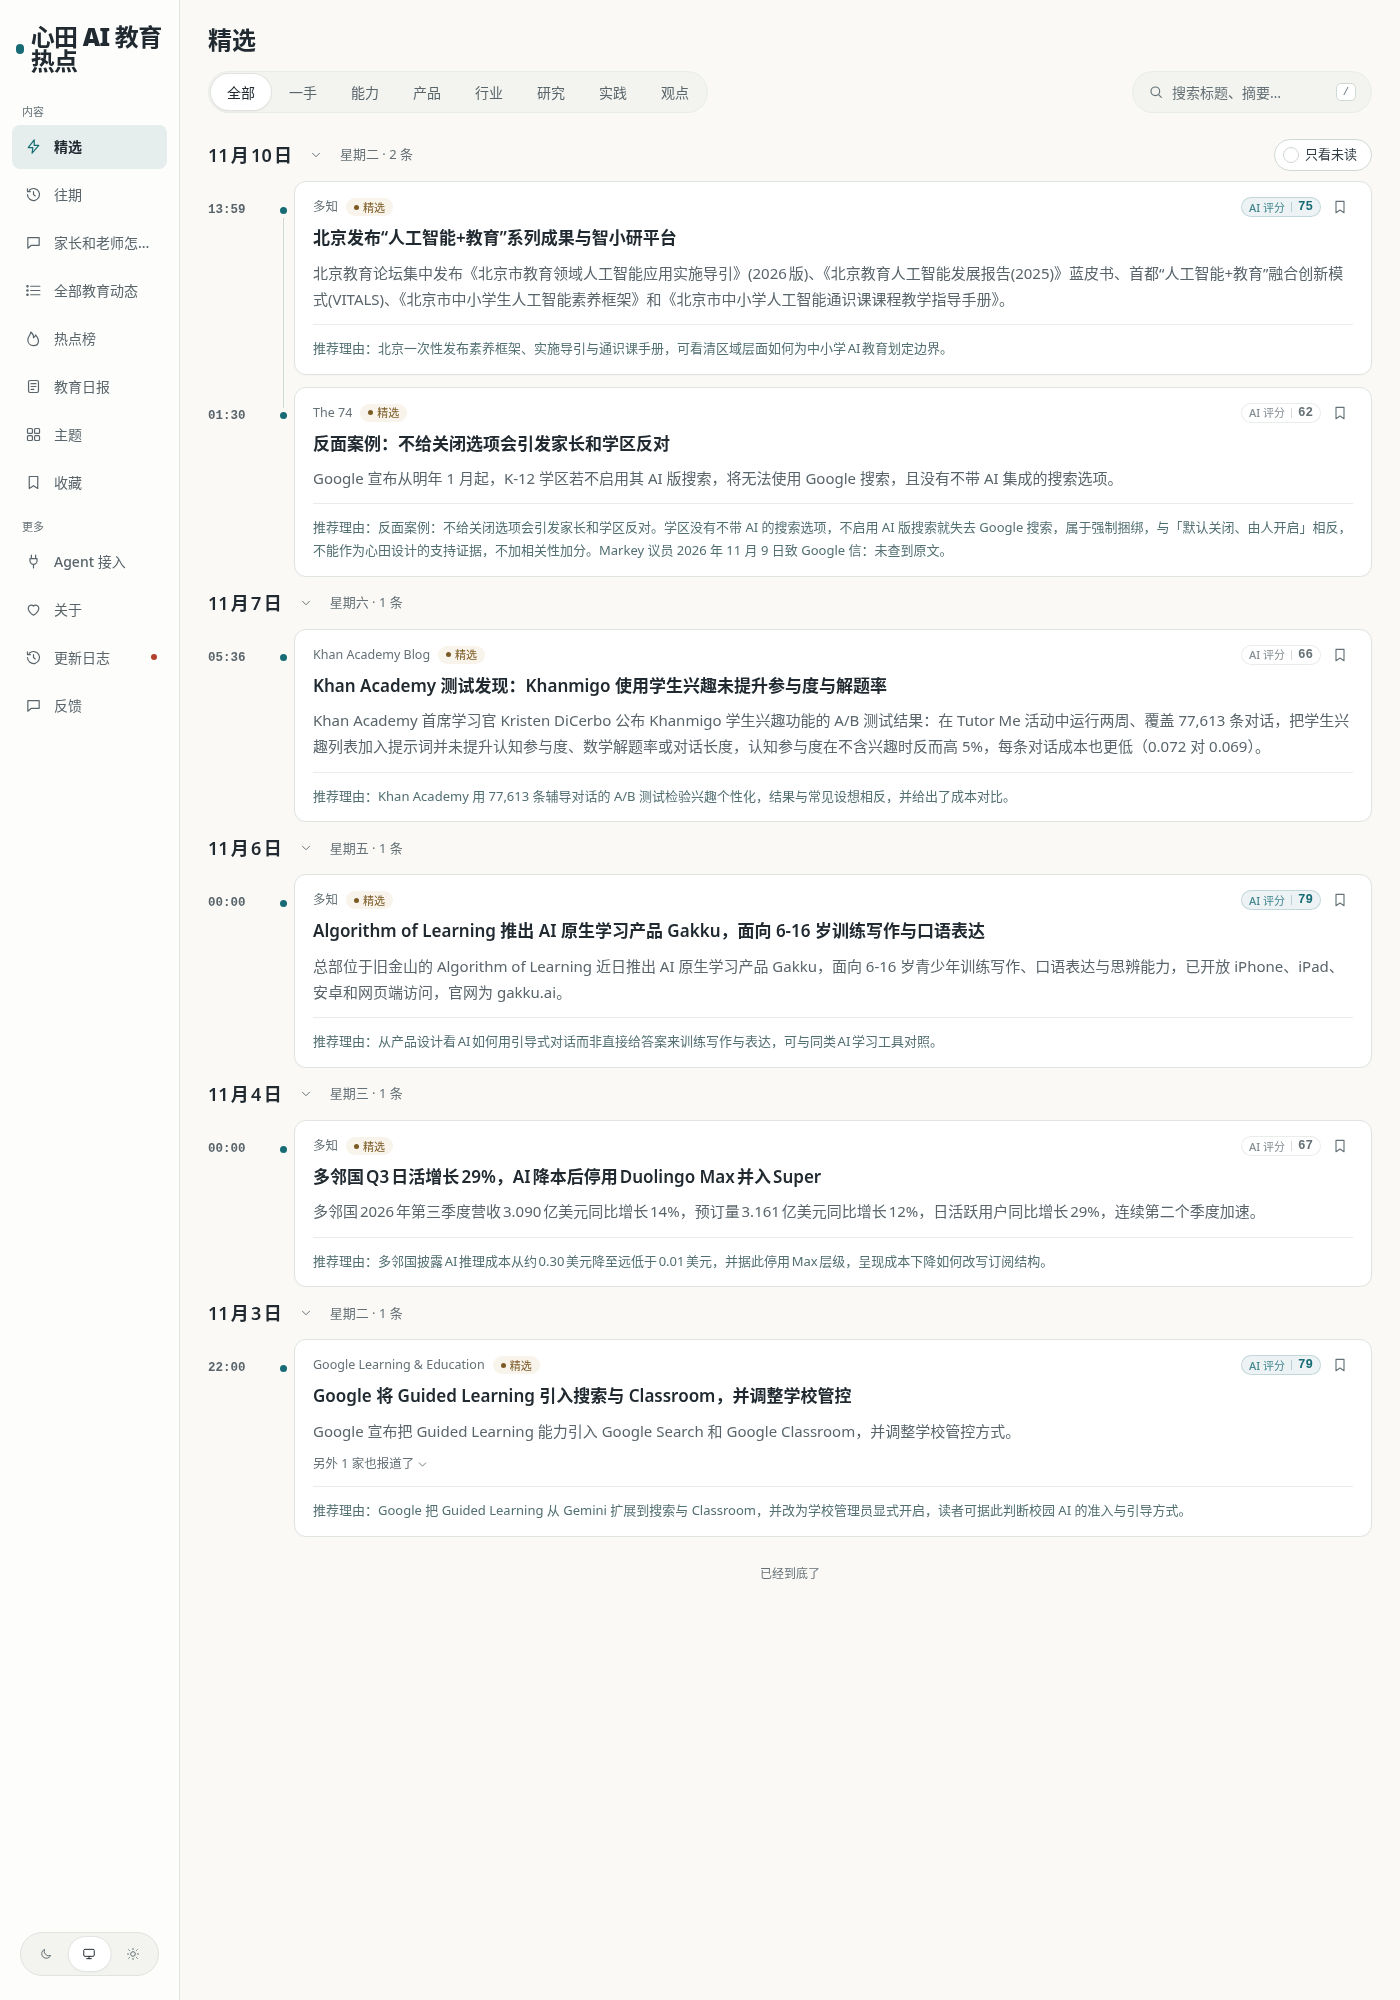 心田 AI 教育
热点
内容
精选
往期
家长和老师怎…
全部教育动态
热点榜
教育日报
主题
收藏
更多
Agent 接入
关于
更新日志
反馈
精选
全部 一手 能力 产品 行业 研究 实践 观点
搜索标题、摘要... /
11月10日 星期二 · 2 条
只看未读
13:59
多知 精选 AI 评分 75
北京发布“人工智能+教育”系列成果与智小研平台
北京教育论坛集中发布《北京市教育领域人工智能应用实施导引》(2026版)、《北京教育人工智能发展报告(2025)》蓝皮书、首都“人工智能+教育”融合创新模
式(VITALS)、《北京市中小学生人工智能素养框架》和《北京市中小学人工智能通识课课程教学指导手册》。
推荐理由：北京一次性发布素养框架、实施导引与通识课手册，可看清区域层面如何为中小学AI教育划定边界。
01:30
The 74 精选 AI 评分 62
反面案例：不给关闭选项会引发家长和学区反对
Google 宣布从明年 1 月起，K-12 学区若不启用其 AI 版搜索，将无法使用 Google 搜索，且没有不带 AI 集成的搜索选项。
推荐理由：反面案例：不给关闭选项会引发家长和学区反对。学区没有不带 AI 的搜索选项，不启用 AI 版搜索就失去 Google 搜索，属于强制捆绑，与「默认关闭、由人开启」相反，
不能作为心田设计的支持证据，不加相关性加分。Markey 议员 2026 年 11 月 9 日致 Google 信：未查到原文。
11月7日 星期六 · 1 条
05:36
Khan Academy Blog 精选 AI 评分 66
Khan Academy 测试发现：Khanmigo 使用学生兴趣未提升参与度与解题率
Khan Academy 首席学习官 Kristen DiCerbo 公布 Khanmigo 学生兴趣功能的 A/B 测试结果：在 Tutor Me 活动中运行两周、覆盖 77,613 条对话，把学生兴
趣列表加入提示词并未提升认知参与度、数学解题率或对话长度，认知参与度在不含兴趣时反而高 5%，每条对话成本也更低（0.072 对 0.069）。
推荐理由：Khan Academy 用 77,613 条辅导对话的 A/B 测试检验兴趣个性化，结果与常见设想相反，并给出了成本对比。
11月6日 星期五 · 1 条
00:00
多知 精选 AI 评分 79
Algorithm of Learning 推出 AI 原生学习产品 Gakku，面向 6-16 岁训练写作与口语表达
总部位于旧金山的 Algorithm of Learning 近日推出 AI 原生学习产品 Gakku，面向 6-16 岁青少年训练写作、口语表达与思辨能力，已开放 iPhone、iPad、
安卓和网页端访问，官网为 gakku.ai。
推荐理由：从产品设计看AI如何用引导式对话而非直接给答案来训练写作与表达，可与同类AI学习工具对照。
11月4日 星期三 · 1 条
00:00
多知 精选 AI 评分 67
多邻国Q3日活增长29%，AI降本后停用Duolingo Max并入Super
多邻国2026年第三季度营收3.090亿美元同比增长14%，预订量3.161亿美元同比增长12%，日活跃用户同比增长29%，连续第二个季度加速。
推荐理由：多邻国披露AI推理成本从约0.30美元降至远低于0.01美元，并据此停用Max层级，呈现成本下降如何改写订阅结构。
11月3日 星期二 · 1 条
22:00
Google Learning & Education 精选 AI 评分 79
Google 将 Guided Learning 引入搜索与 Classroom，并调整学校管控
Google 宣布把 Guided Learning 能力引入 Google Search 和 Google Classroom，并调整学校管控方式。
另外 1 家也报道了
推荐理由：Google 把 Guided Learning 从 Gemini 扩展到搜索与 Classroom，并改为学校管理员显式开启，读者可据此判断校园 AI 的准入与引导方式。
已经到底了